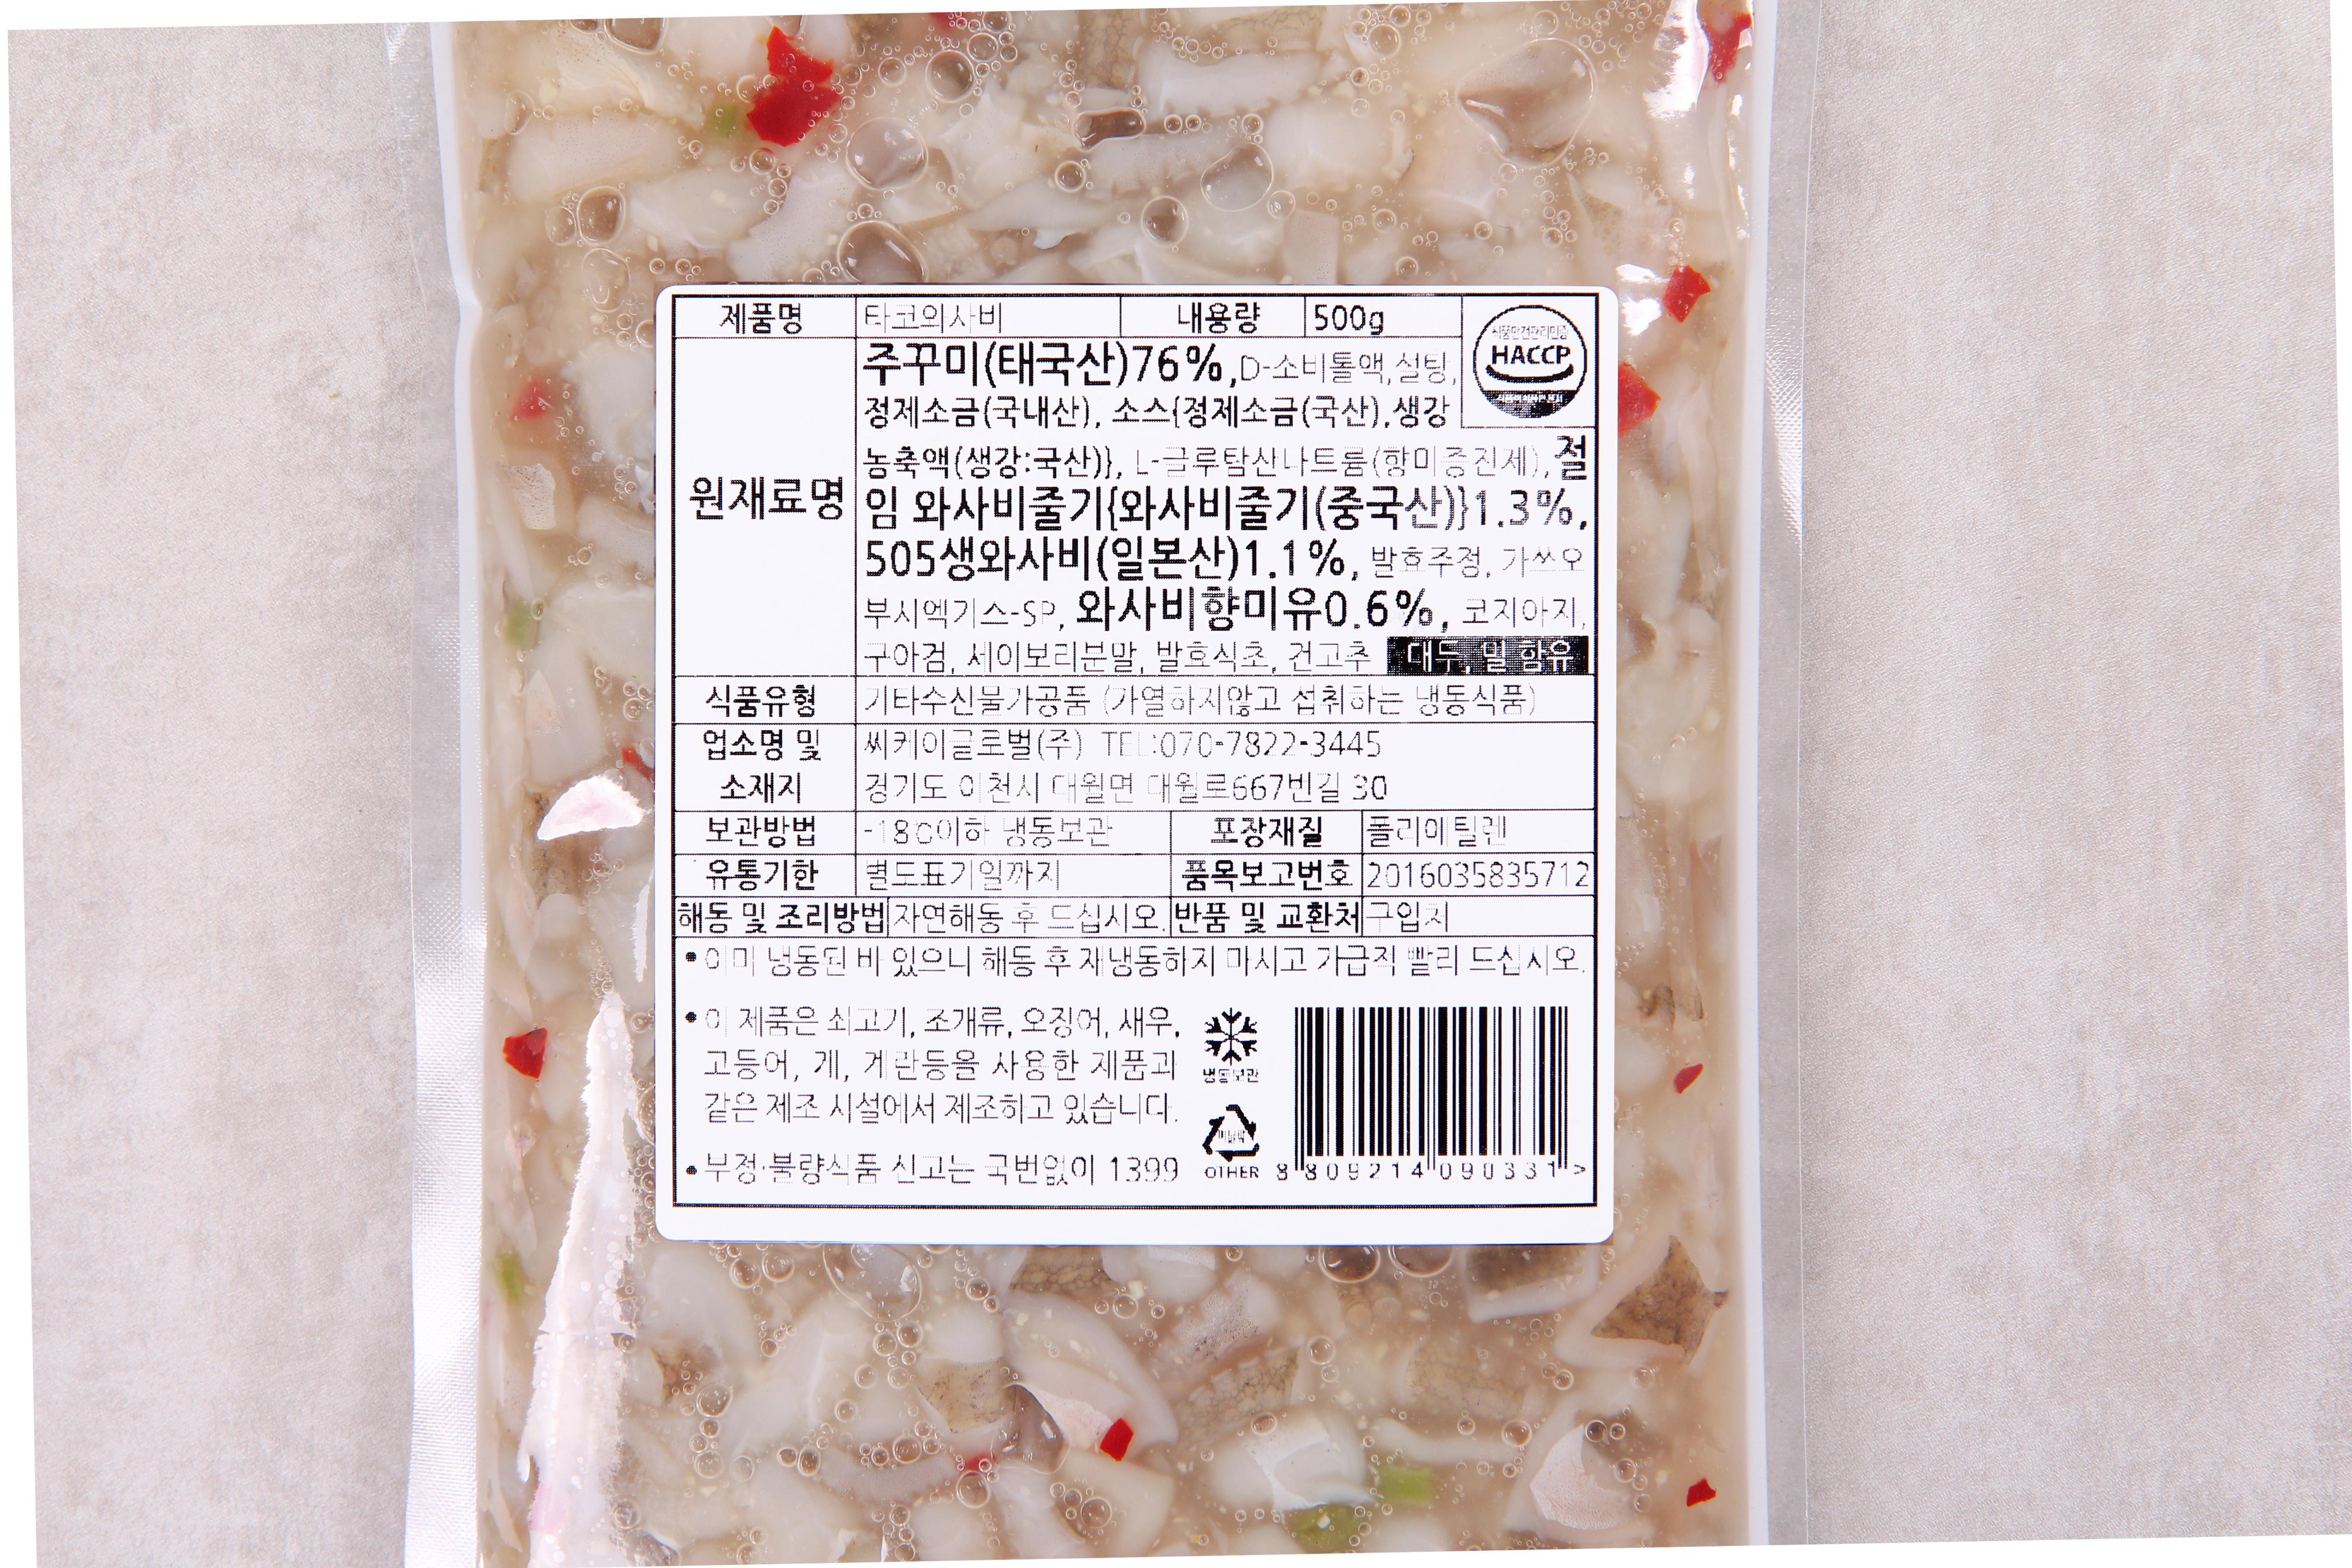 제품명 타코와사비 내용량 500g
식품안전관리인증
HACCP
원재료명
주꾸미(태국산)76%,D-소비톨액,설탕,
정제소금(국내산), 소스{정제소금(국산),생강
농축액(생강:국산)}, L-글루탐산나트륨(향미증진제),절
임 와사비줄기{와사비줄기(중국산)}1.3%,
505생와사비(일본산)1.1%, 발효주정, 가쓰오
부시엑기스-SP, 와사비향미유0.6%, 코지아지,
구아검, 세이보리분말, 발효식초, 건고추 대두, 밀 함유
식품유형 기타수산물가공품 (가열하지않고 섭취하는 냉동식품)
업소명 및 씨케이글로벌(주) TEL:070-7822-3445
소재지 경기도 이천시 대월면 대월로667번길 30
보관방법 -18℃이하 냉동보관 포장재질 폴리에틸렌
유통기한 별도표기일까지 품목보고번호 2016035835712
해동 및 조리방법 자연해동 후 드십시오. 반품 및 교환처 구입처
• 이미 냉동된 바 있으니 해동 후 재냉동하지 마시고 가급적 빨리 드십시오.
• 이 제품은 쇠고기, 조개류, 오징어, 새우,
고등어, 게, 계란등을 사용한 제품과
같은 제조 시설에서 제조하고 있습니다.
• 부정·불량식품 신고는 국번없이 1399
냉동보관
비닐류
OTHER
8 809214 090331 >